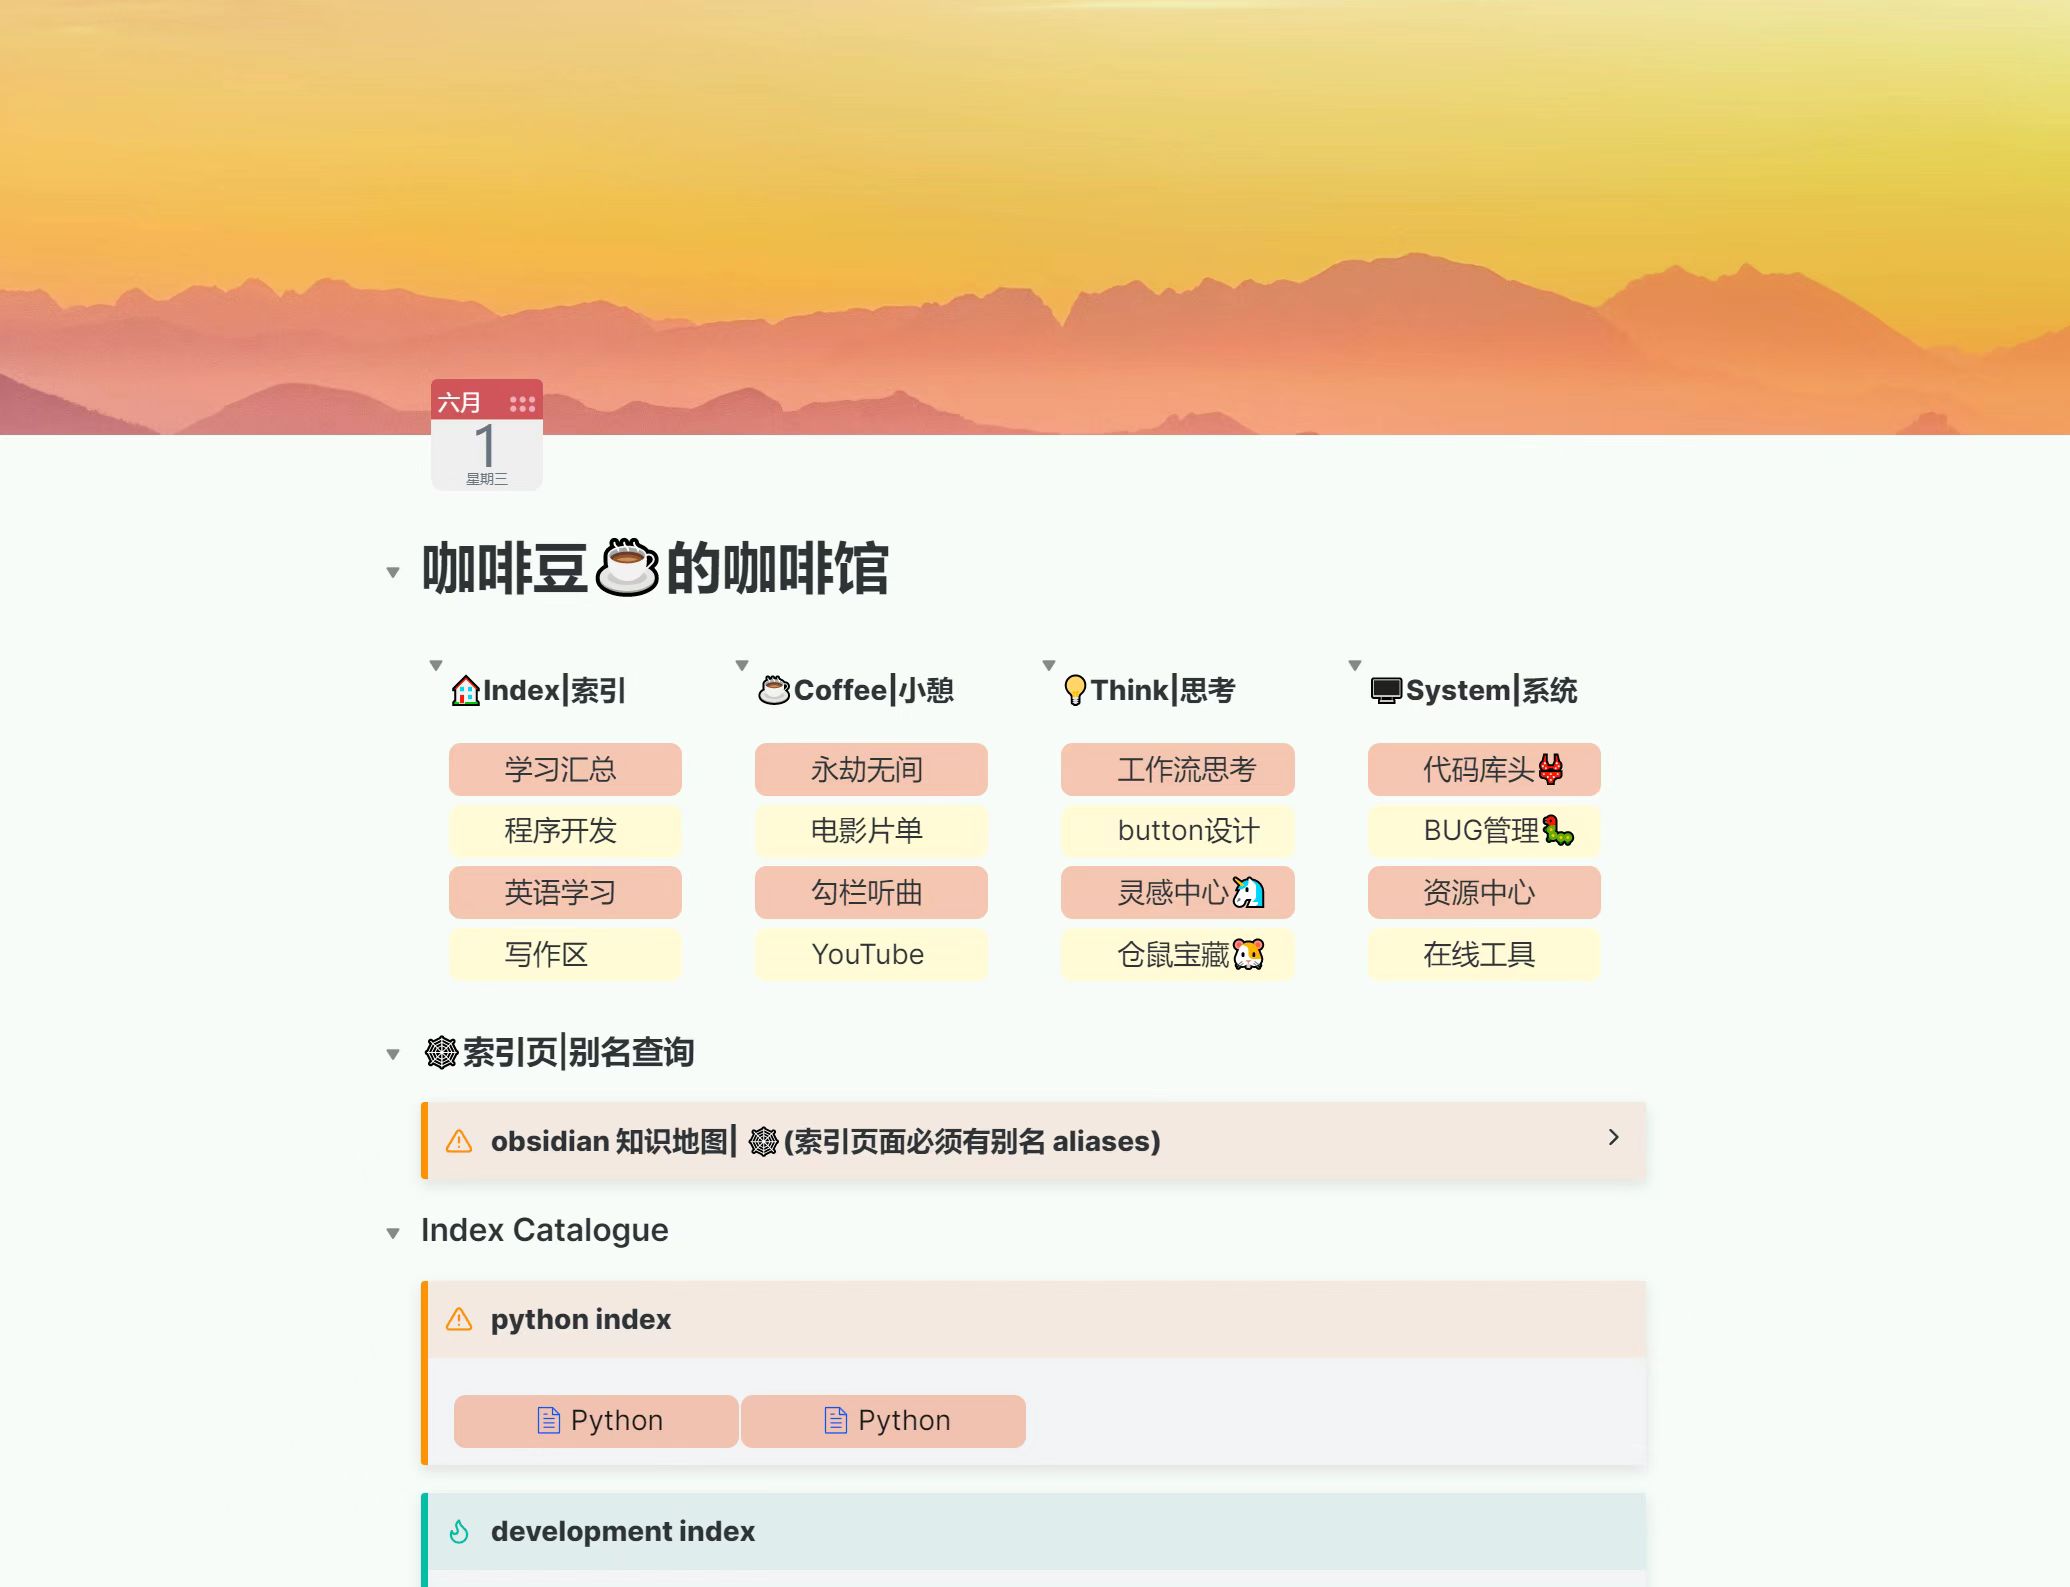 六月
1
星期三
咖啡豆☕的咖啡馆
🏠Index|索引
学习汇总
程序开发
英语学习
写作区
☕Coffee|小憩
永劫无间
电影片单
勾栏听曲
YouTube
💡Think|思考
工作流思考
button设计
灵感中心🦄
仓鼠宝藏🐹
🖥️System|系统
代码库头👙
BUG管理🐛
资源中心
在线工具
🕸️索引页|别名查询
obsidian 知识地图| 🕸️(索引页面必须有别名 aliases)
Index Catalogue
python index
Python
Python
development index